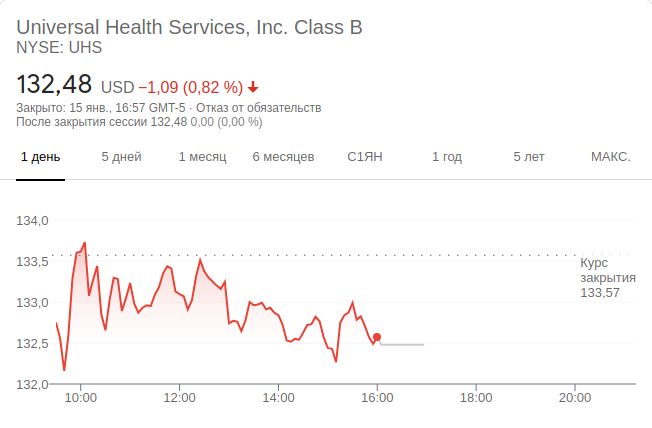 Universal Health Services, Inc. Class B
NYSE: UHS
132,48 USD −1,09 (0,82 %)
Закрыто: 15 янв., 16:57 GMT-5 · Отказ от обязательств
После закрытия сессии 132,48 0,00 (0,00 %)
1 день 5 дней 1 месяц 6 месяцев С1ЯН 1 год 5 лет МАКС.
134,0
133,5
Курс
закрытия
133,57
133,0
132,5
132,0
10:00 12:00 14:00 16:00 18:00 20:00